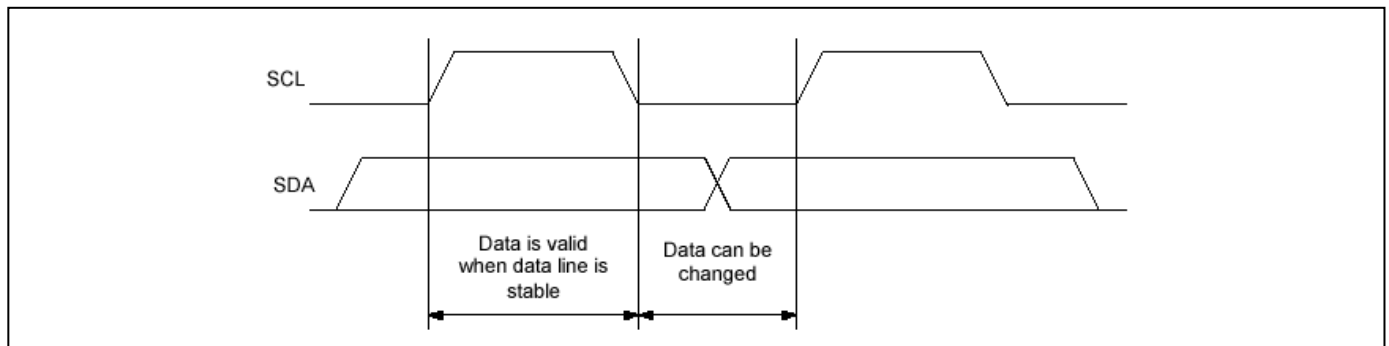 SCL
SDA
Data is valid
when data line is
stable
Data can be
changed